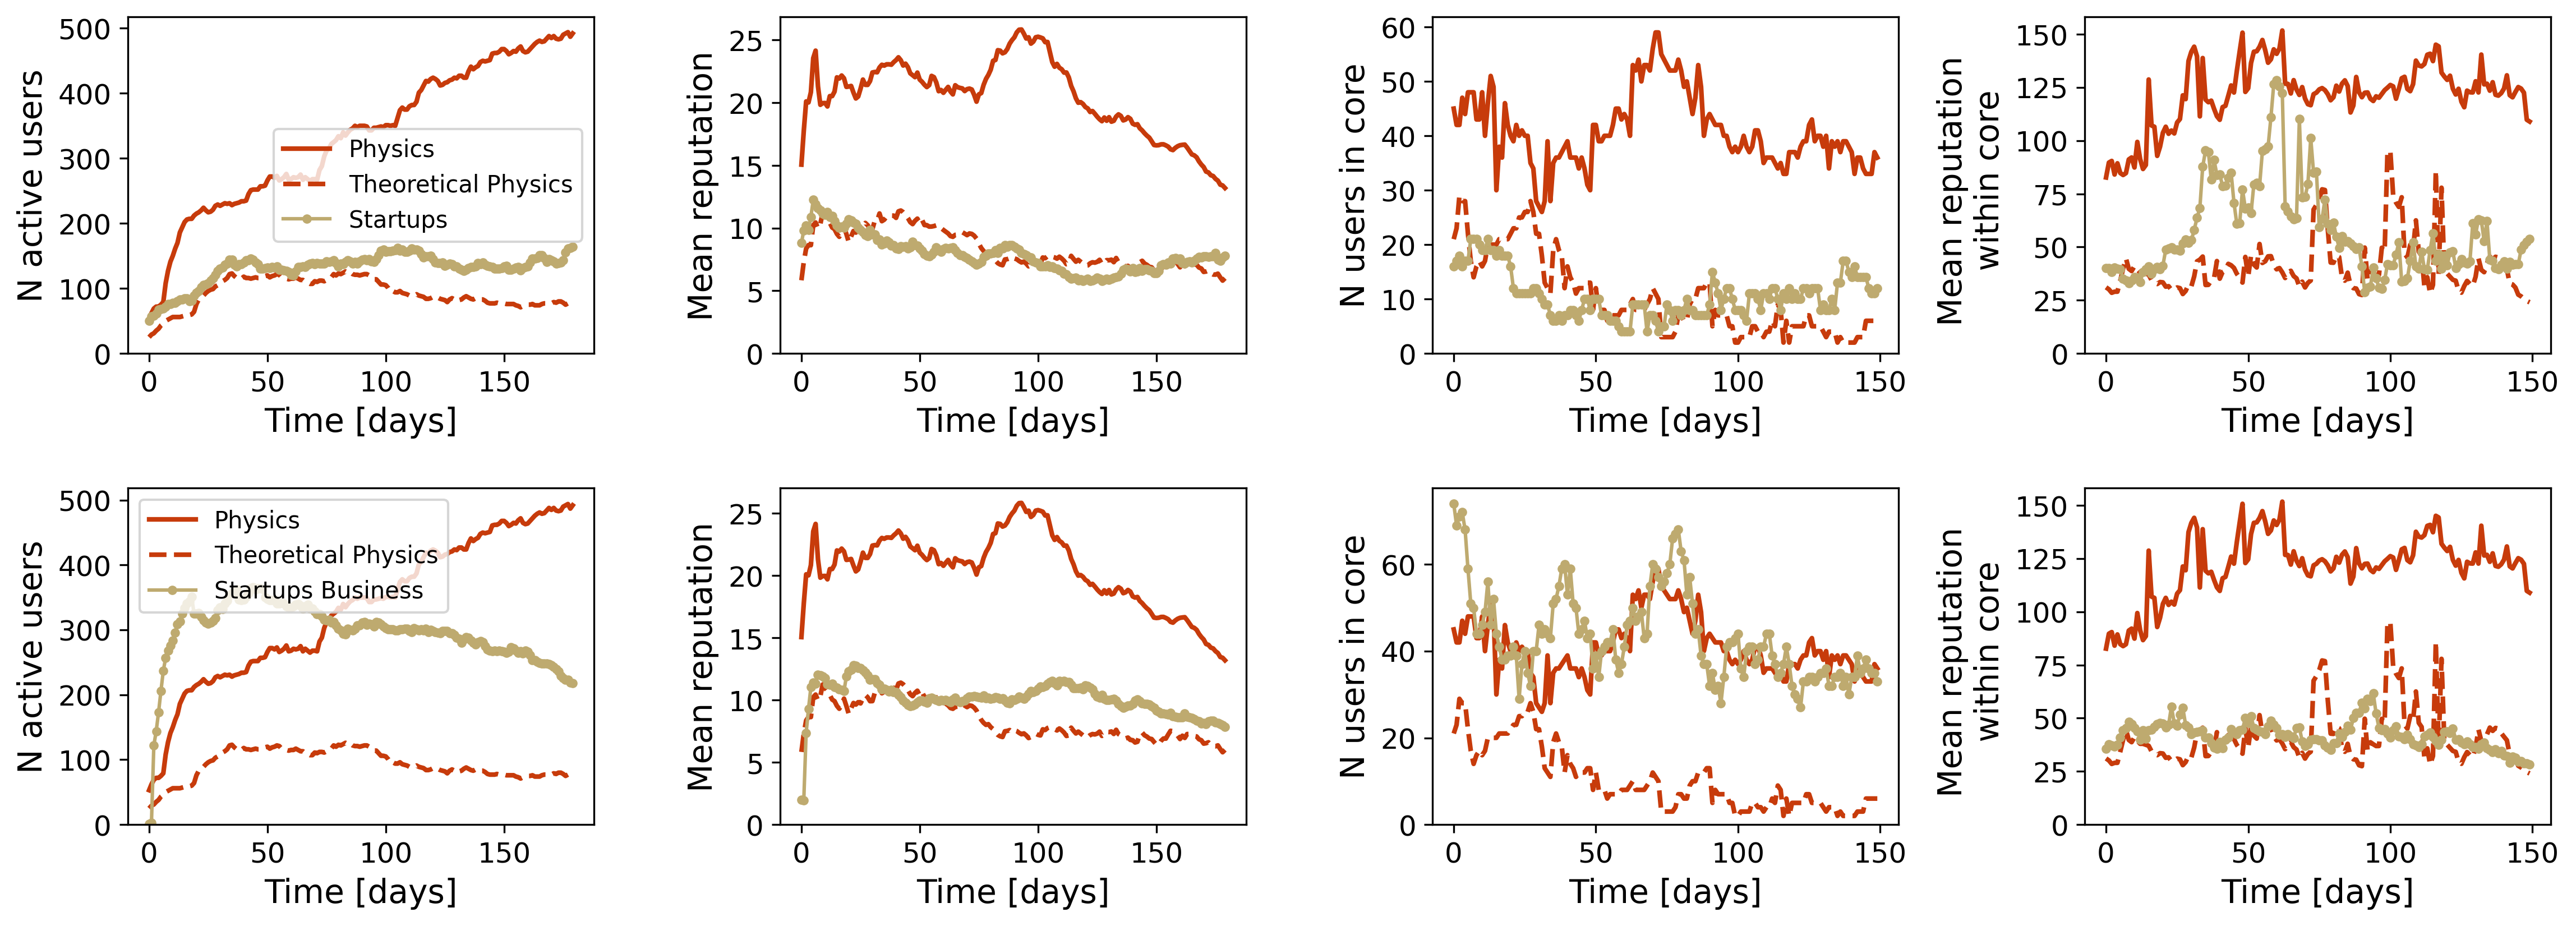 N active users
500
400
300
200
100
0
Physics
Theoretical Physics
Startups
0 50 100 150
Time [days]
Mean reputation
25
20
15
10
5
0
0 50 100 150
Time [days]
N users in core
60
50
40
30
20
10
0
0 50 100 150
Time [days]
Mean reputation
within core
150
125
100
75
50
25
0
0 50 100 150
Time [days]
N active users
500
400
300
200
100
0
Physics
Theoretical Physics
Startups Business
0 50 100 150
Time [days]
Mean reputation
25
20
15
10
5
0
0 50 100 150
Time [days]
N users in core
60
40
20
0
0 50 100 150
Time [days]
Mean reputation
within core
150
125
100
75
50
25
0
0 50 100 150
Time [days]